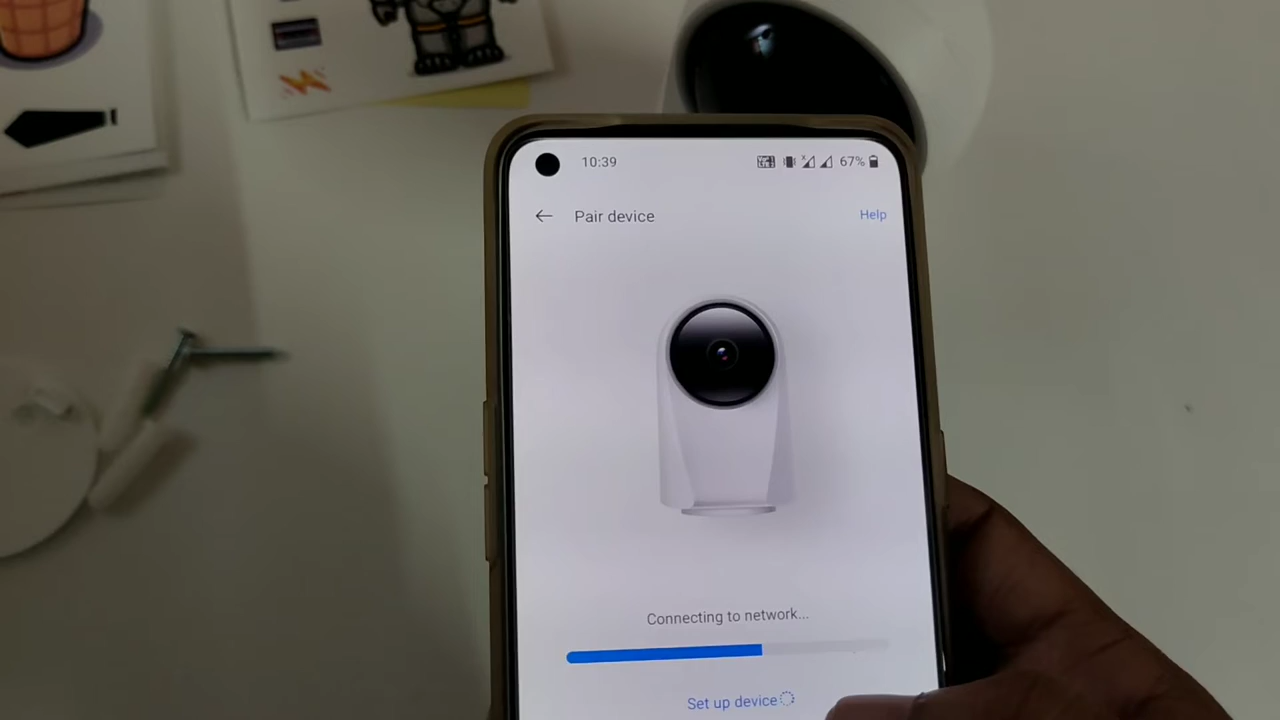 10:39 67%
Pair device Help
Connecting to network...
Set up device